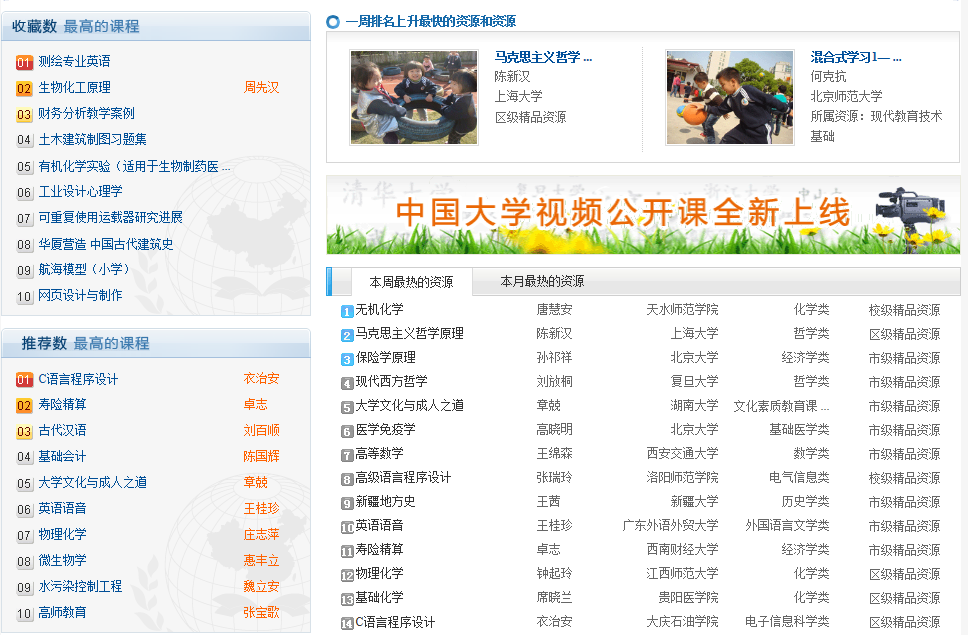 收藏数 最高的课程
01 测绘专业英语
02 生物化工原理 周先汉
03 财务分析教学案例
04 土木建筑制图习题集
05 有机化学实验（适用于生物制药医 ...
06 工业设计心理学
07 可重复使用运载器研究进展
08 华厦营造 中国古代建筑史
09 航海模型（小学）
10 网页设计与制作
推荐数 最高的课程
01 C语言程序设计 衣治安
02 寿险精算 卓志
03 古代汉语 刘百顺
04 基础会计 陈国辉
05 大学文化与成人之道 章兢
06 英语语音 王桂珍
07 物理化学 庄志萍
08 微生物学 惠丰立
09 水污染控制工程 魏立安
10 高师教育 张宝歌
一周排名上升最快的资源和资源
马克思主义哲学 ...
陈新汉
上海大学
区级精品资源
混合式学习1— ...
何克抗
北京师范大学
所属资源：现代教育技术
基础
清华大学 复旦大学 浙江大学
中国大学视频公开课全新上线
本周最热的资源 本月最热的资源
1 无机化学 唐慧安 天水师范学院 化学类 校级精品资源
2 马克思主义哲学原理 陈新汉 上海大学 哲学类 区级精品资源
3 保险学原理 孙祁祥 北京大学 经济学类 市级精品资源
4 现代西方哲学 刘放桐 复旦大学 哲学类 市级精品资源
5 大学文化与成人之道 章兢 湖南大学 文化素质教育课 ... 市级精品资源
6 医学免疫学 高晓明 北京大学 基础医学类 市级精品资源
7 高等数学 王绵森 西安交通大学 数学类 市级精品资源
8 高级语言程序设计 张瑞玲 洛阳师范学院 电气信息类 校级精品资源
9 新疆地方史 王茜 新疆大学 历史学类 市级精品资源
10 英语语音 王桂珍 广东外语外贸大学 外国语言文学类 市级精品资源
11 寿险精算 卓志 西南财经大学 经济学类 市级精品资源
12 物理化学 钟起玲 江西师范大学 化学类 区级精品资源
13 基础化学 席晓兰 贵阳医学院 化学类 区级精品资源
14 C语言程序设计 衣治安 大庆石油学院 电子信息科学类 区级精品资源